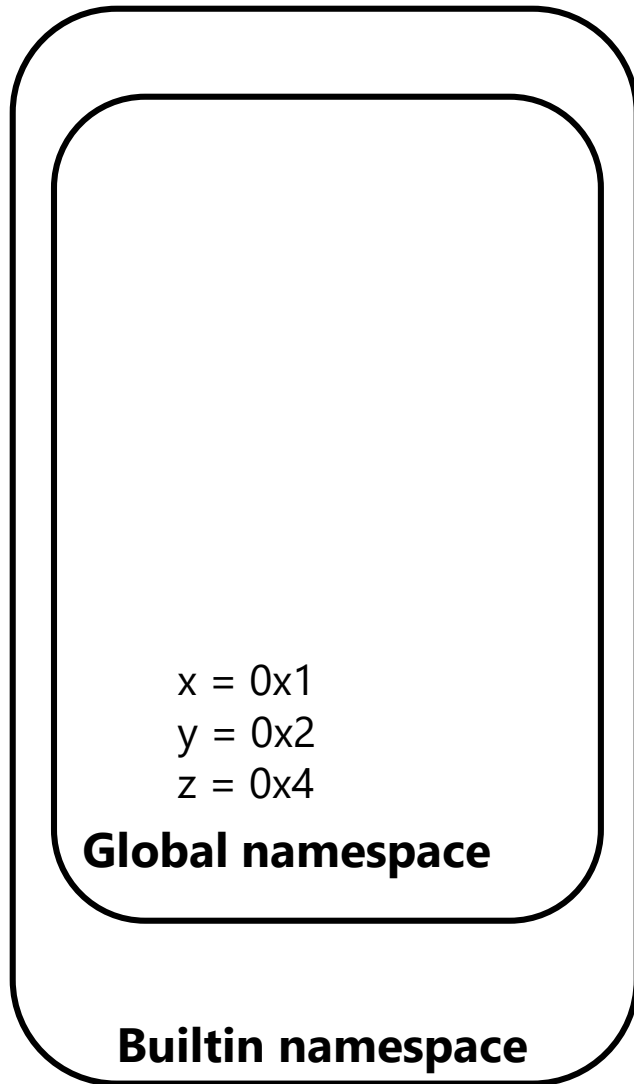 x = 0x1
y = 0x2
z = 0x4
Global namespace
Builtin namespace